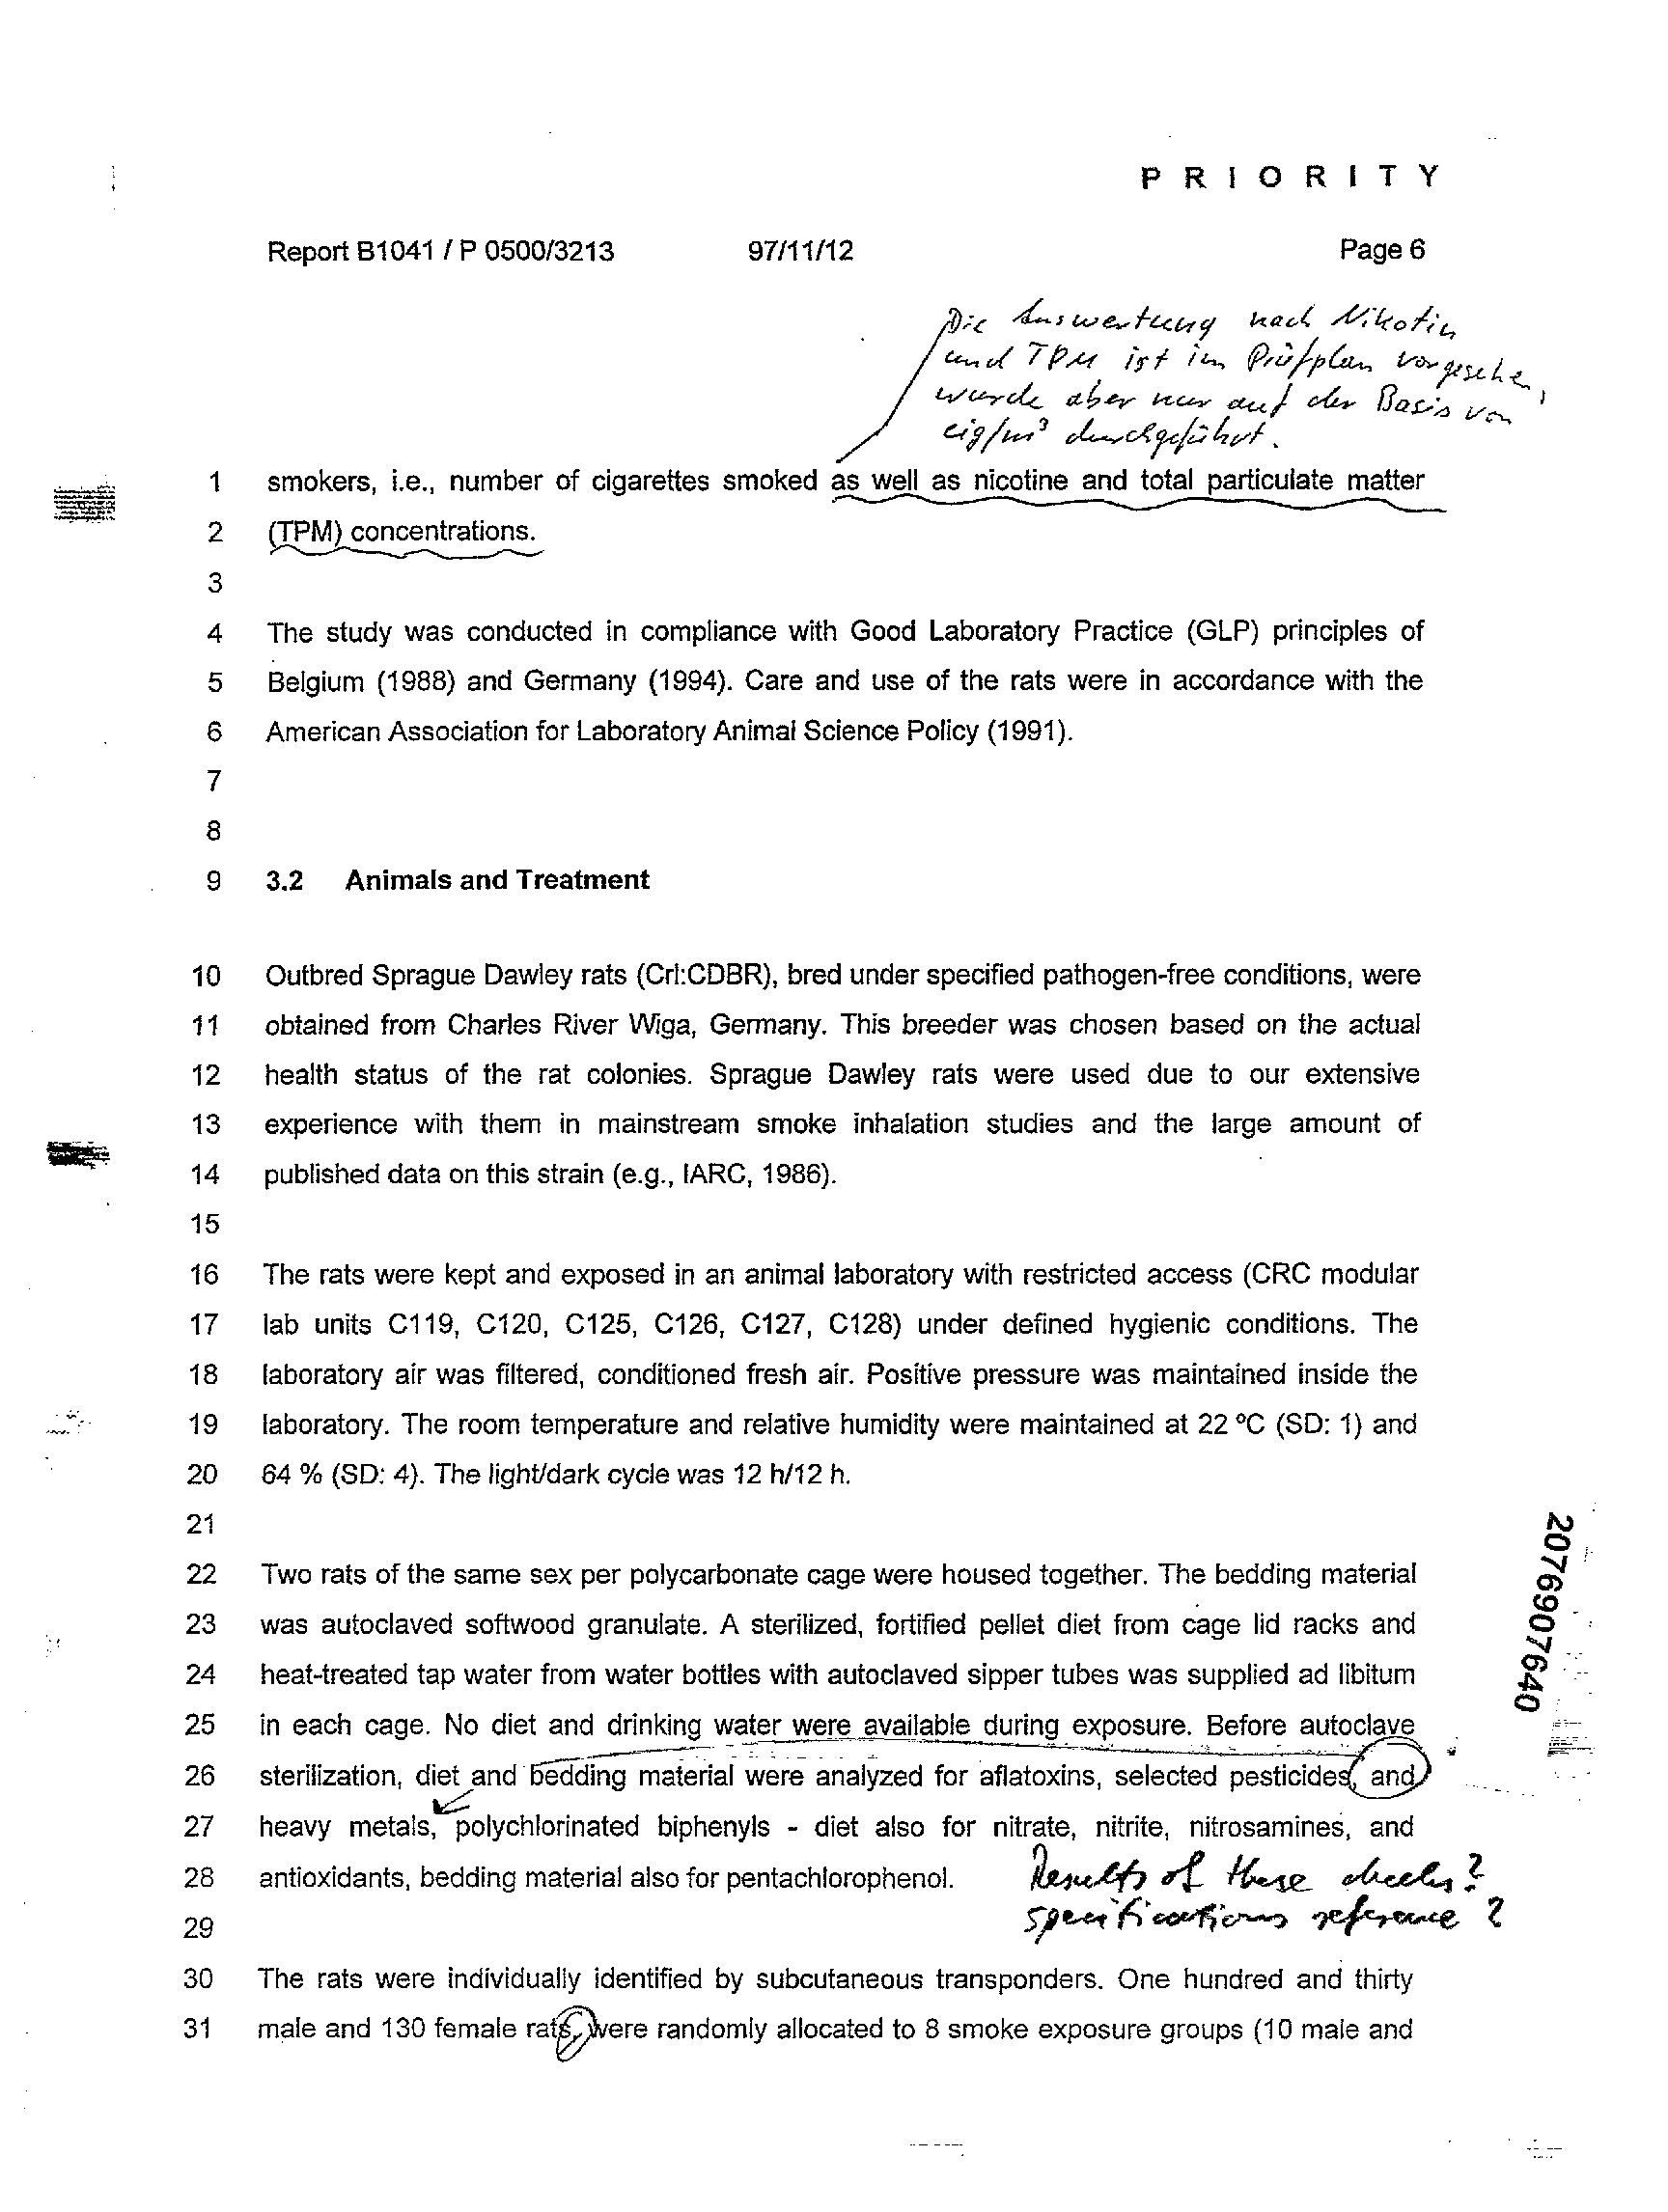 P R I O R I T Y
Report B1041 / P 0500/3213 97/11/12 Page 6
Die Auswertung nach Nikotin
und TPM ist im Prüfplan vorgesehen,
wurde aber nur auf der Basis von
cig/m³ durchgeführt.
1 smokers, i.e., number of cigarettes smoked as well as nicotine and total particulate matter
2 (TPM) concentrations.
3
4 The study was conducted in compliance with Good Laboratory Practice (GLP) principles of
5 Belgium (1988) and Germany (1994). Care and use of the rats were in accordance with the
6 American Association for Laboratory Animal Science Policy (1991).
7
8
9 3.2 Animals and Treatment
10 Outbred Sprague Dawley rats (Crl:CDBR), bred under specified pathogen-free conditions, were
11 obtained from Charles River Wiga, Germany. This breeder was chosen based on the actual
12 health status of the rat colonies. Sprague Dawley rats were used due to our extensive
13 experience with them in mainstream smoke inhalation studies and the large amount of
14 published data on this strain (e.g., IARC, 1986).
15
16 The rats were kept and exposed in an animal laboratory with restricted access (CRC modular
17 lab units C119, C120, C125, C126, C127, C128) under defined hygienic conditions. The
18 laboratory air was filtered, conditioned fresh air. Positive pressure was maintained inside the
19 laboratory. The room temperature and relative humidity were maintained at 22 ºC (SD: 1) and
20 64 % (SD: 4). The light/dark cycle was 12 h/12 h.
21
22 Two rats of the same sex per polycarbonate cage were housed together. The bedding material
23 was autoclaved softwood granulate. A sterilized, fortified pellet diet from cage lid racks and
24 heat-treated tap water from water bottles with autoclaved sipper tubes was supplied ad libitum
25 in each cage. No diet and drinking water were available during exposure. Before autoclave
26 sterilization, diet and bedding material were analyzed for aflatoxins, selected pesticides, and
27 heavy metals, polychlorinated biphenyls - diet also for nitrate, nitrite, nitrosamines, and
28 antioxidants, bedding material also for pentachlorophenol. Results of these checks?
29 specifications reference?
30 The rats were individually identified by subcutaneous transponders. One hundred and thirty
31 male and 130 female rats, were randomly allocated to 8 smoke exposure groups (10 male and
2076907640